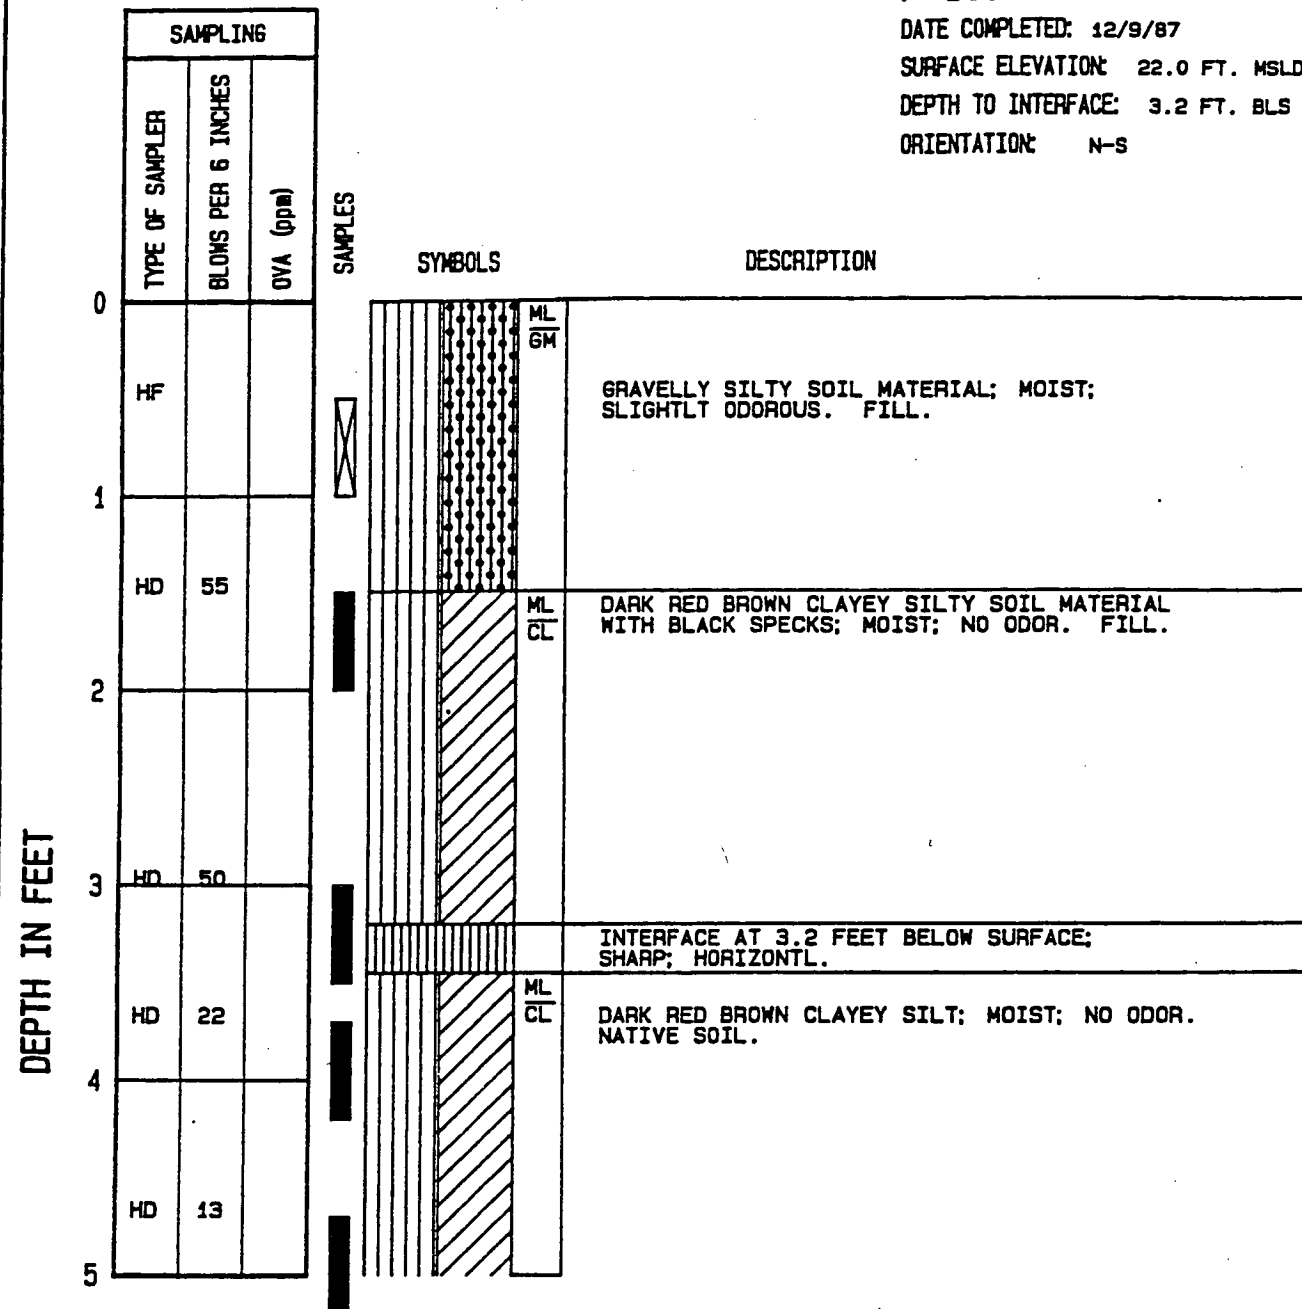 DATE COMPLETED: 12/9/87
SURFACE ELEVATION: 22.0 FT. MSLD
DEPTH TO INTERFACE: 3.2 FT. BLS
ORIENTATION: N-S
SAMPLING
TYPE OF SAMPLER
BLOWS PER 6 INCHES
OVA (ppm)
SAMPLES
SYMBOLS
DESCRIPTION
0
ML
GM
HF
GRAVELLY SILTY SOIL MATERIAL; MOIST;
SLIGHTLT ODOROUS. FILL.
1
HD 55
ML
CL
DARK RED BROWN CLAYEY SILTY SOIL MATERIAL
WITH BLACK SPECKS; MOIST; NO ODOR. FILL.
2
DEPTH IN FEET
HD 50
3
INTERFACE AT 3.2 FEET BELOW SURFACE;
SHARP; HORIZONTL.
ML
CL
HD 22
DARK RED BROWN CLAYEY SILT; MOIST; NO ODOR.
NATIVE SOIL.
4
HD 13
5